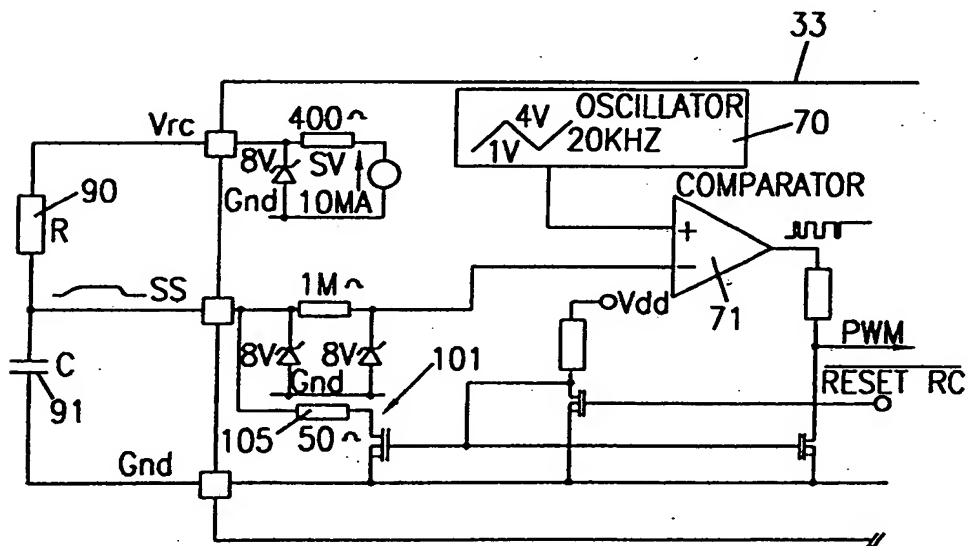 33
Vrc
400
OSCILLATOR
4V
1V
20KHZ
70
8V
SV
Gnd
10MA
COMPARATOR
90
R
+
−
71
SS
1M
Vdd
PWM
8V
8V
C
Gnd
101
RESET RC
91
105
50
Gnd